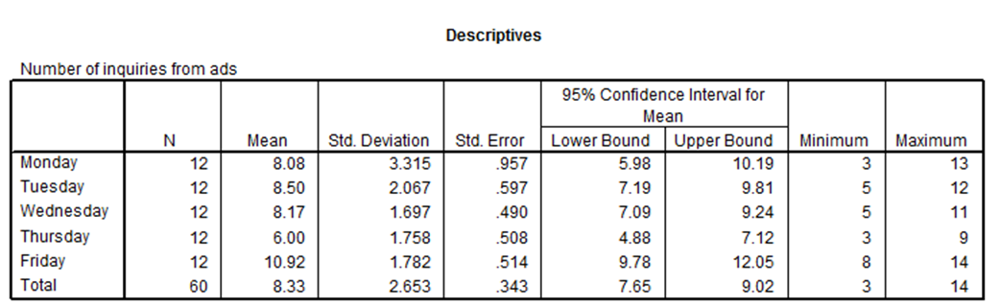 Descriptives
Number of inquiries from ads
95% Confidence Interval for
Mean
N Mean Std. Deviation Std. Error Lower Bound Upper Bound Minimum Maximum
Monday 12 8.08 3.315 .957 5.98 10.19 3 13
Tuesday 12 8.50 2.067 .597 7.19 9.81 5 12
Wednesday 12 8.17 1.697 .490 7.09 9.24 5 11
Thursday 12 6.00 1.758 .508 4.88 7.12 3 9
Friday 12 10.92 1.782 .514 9.78 12.05 8 14
Total 60 8.33 2.653 .343 7.65 9.02 3 14